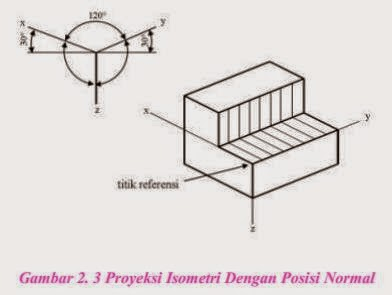 120°
x
y
30°
30°
z
x
y
titik referensi
z
Gambar 2. 3 Proyeksi Isometri Dengan Posisi Normal